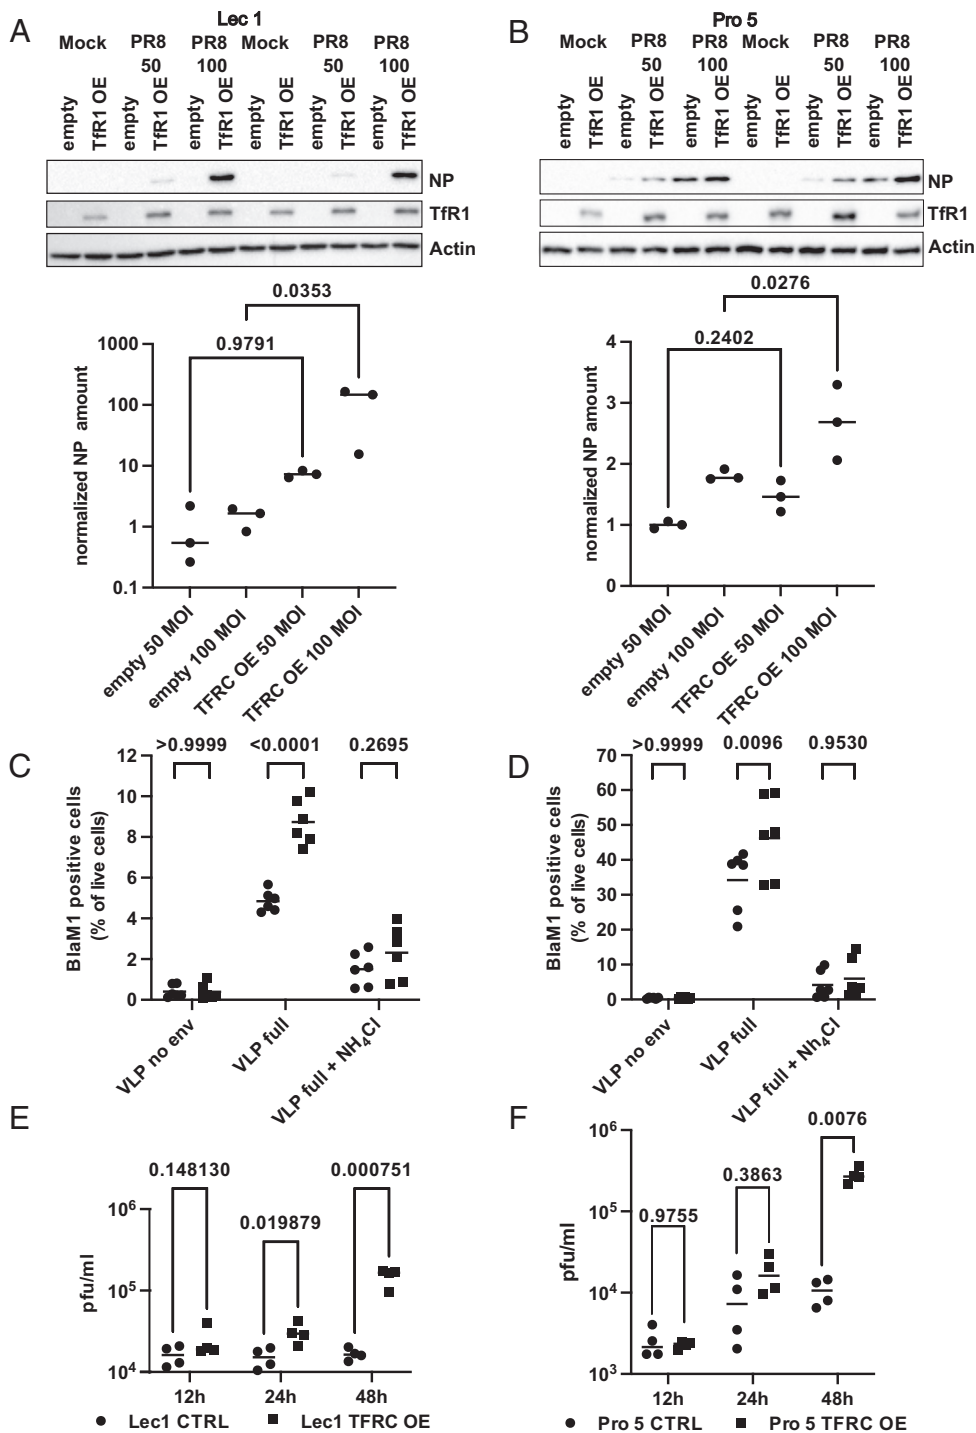 A
Lec 1
Mock PR8 PR8 Mock PR8 PR8
50 100 50 100
empty TfR1 OE empty TfR1 OE empty TfR1 OE empty TfR1 OE empty TfR1 OE empty TfR1 OE
NP
TfR1
Actin
0.0353
0.9791
1000
100
10
1
0.1
normalized NP amount
empty 50 MOI
empty 100 MOI
TFRC OE 50 MOI
TFRC OE 100 MOI
B
Pro 5
Mock PR8 PR8 Mock PR8 PR8
50 100 50 100
empty TfR1 OE empty TfR1 OE empty TfR1 OE empty TfR1 OE empty TfR1 OE empty TfR1 OE
NP
TfR1
Actin
0.0276
0.2402
4
3
2
1
0
normalized NP amount
empty 50 MOI
empty 100 MOI
TFRC OE 50 MOI
TFRC OE 100 MOI
C
>0.9999 <0.0001 0.2695
12
10
8
6
4
2
0
BlaM1 positive cells
(% of live cells)
VLP no env
VLP full
VLP full + NH₄Cl
D
>0.9999 0.0096 0.9530
70
60
50
40
30
20
10
0
BlaM1 positive cells
(% of live cells)
VLP no env
VLP full
VLP full + Nh₄Cl
E
0.148130 0.019879 0.000751
10⁶
10⁵
10⁴
pfu/ml
12h 24h 48h
● Lec1 CTRL ■ Lec1 TFRC OE
F
0.9755 0.3863 0.0076
10⁶
10⁵
10⁴
10³
pfu/ml
12h 24h 48h
● Pro 5 CTRL ■ Pro 5 TFRC OE